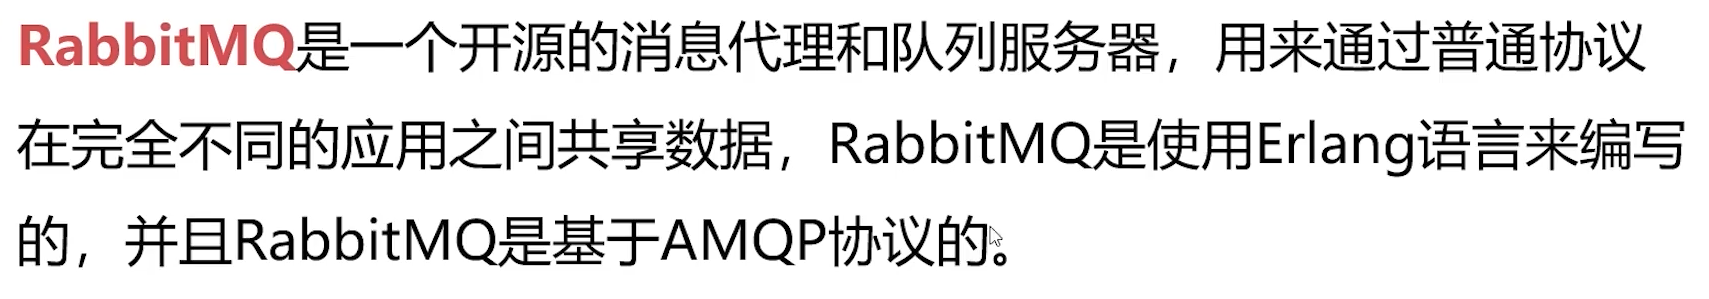 RabbitMQ是一个开源的消息代理和队列服务器，用来通过普通协议
在完全不同的应用之间共享数据，RabbitMQ是使用Erlang语言来编写
的，并且RabbitMQ是基于AMQP协议的。